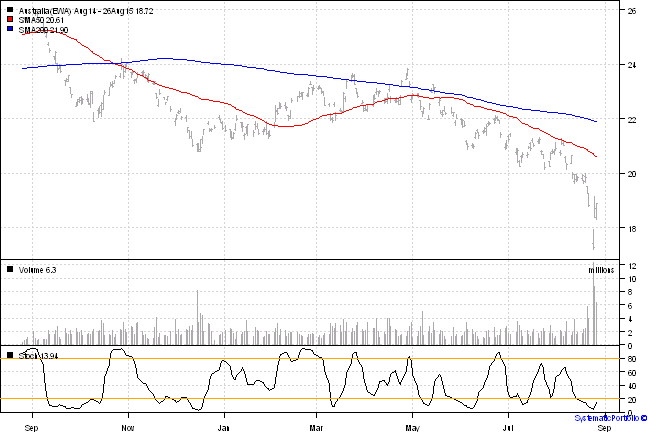 Australia(EWA) Aug14 - 26Aug15 18.72
SMA50 20.61
SMA200 21.90
26
24
22
20
18
Volume 6.3
millions
12
10
8
6
4
2
0
Stoch 13.94
80
60
40
20
0
Sep Nov Jan Mar May Jul Sep
SystematicPortfolio ©